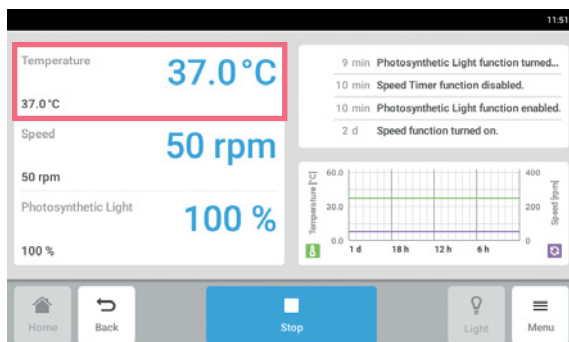 11:51
Temperature
37.0°C
37.0°C
Speed
50 rpm
50 rpm
Photosynthetic Light
100 %
100 %
9 min Photosynthetic Light function turned...
10 min Speed Timer function disabled.
10 min Photosynthetic Light function enabled.
2 d Speed function turned on.
Temperature [°C]
60.0
30.0
0.0
1 d 18 h 12 h 6 h
400
200
0
Speed [rpm]
Home
Back
Stop
Light
Menu